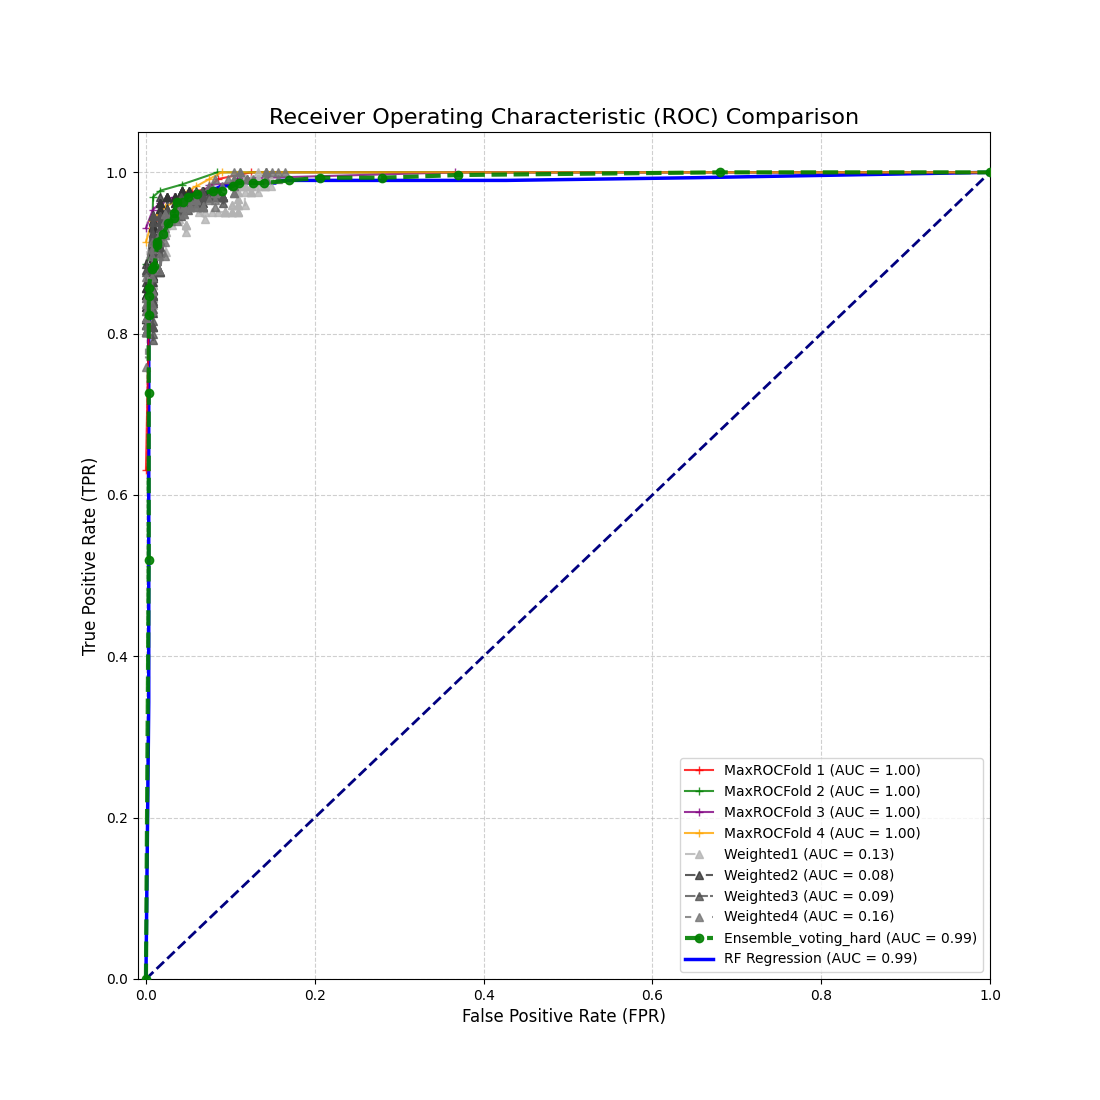 Receiver Operating Characteristic (ROC) Comparison
True Positive Rate (TPR)
1.0
0.8
0.6
0.4
0.2
0.0
MaxROCFold 1 (AUC = 1.00)
MaxROCFold 2 (AUC = 1.00)
MaxROCFold 3 (AUC = 1.00)
MaxROCFold 4 (AUC = 1.00)
Weighted1 (AUC = 0.13)
Weighted2 (AUC = 0.08)
Weighted3 (AUC = 0.09)
Weighted4 (AUC = 0.16)
Ensemble_voting_hard (AUC = 0.99)
RF Regression (AUC = 0.99)
0.0 0.2 0.4 0.6 0.8 1.0
False Positive Rate (FPR)